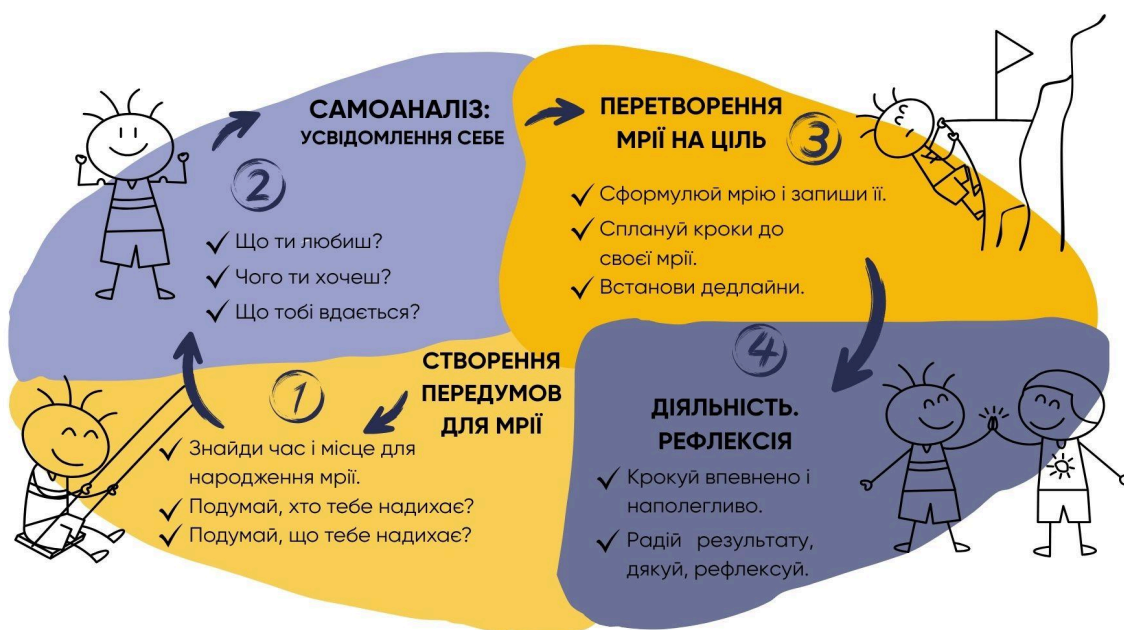 САМОАНАЛІЗ:
УСВІДОМЛЕННЯ СЕБЕ
2
✓ Що ти любиш?
✓ Чого ти хочеш?
✓ Що тобі вдається?
ПЕРЕТВОРЕННЯ
МРІЇ НА ЦІЛЬ
3
✓ Сформулюй мрію і запиши її.
✓ Сплануй кроки до
своєї мрії.
✓ Встанови дедлайни.
СТВОРЕННЯ
ПЕРЕДУМОВ
ДЛЯ МРІЇ
1
✓ Знайди час і місце для
народження мрії.
✓ Подумай, хто тебе надихає?
✓ Подумай, що тебе надихає?
4
ДІЯЛЬНІСТЬ.
РЕФЛЕКСІЯ
✓ Крокуй впевнено і
наполегливо.
✓ Радій результату,
дякуй, рефлексуй.